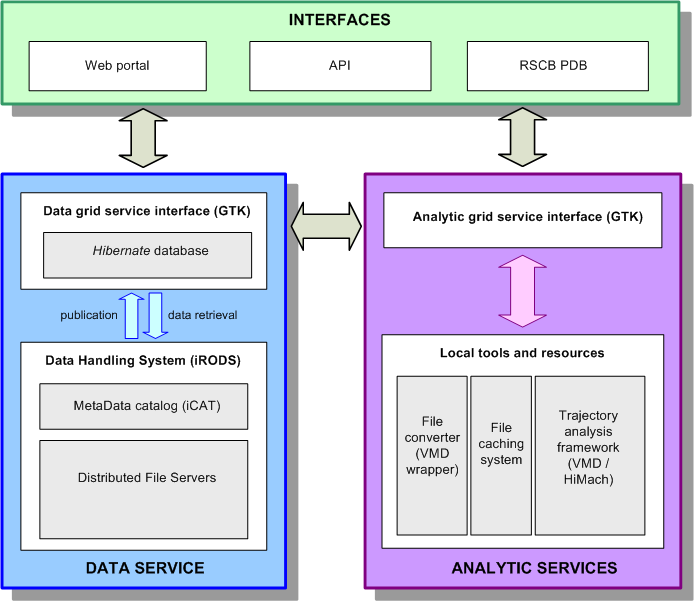 INTERFACES
Web portal
API
RSCB PDB
Data grid service interface (GTK)
Hibernate database
publication
data retrieval
Data Handling System (iRODS)
MetaData catalog (iCAT)
Distributed File Servers
DATA SERVICE
Analytic grid service interface (GTK)
Local tools and resources
File
converter
(VMD
wrapper)
File
caching
system
Trajectory
analysis
framework
(VMD /
HiMach)
ANALYTIC SERVICES